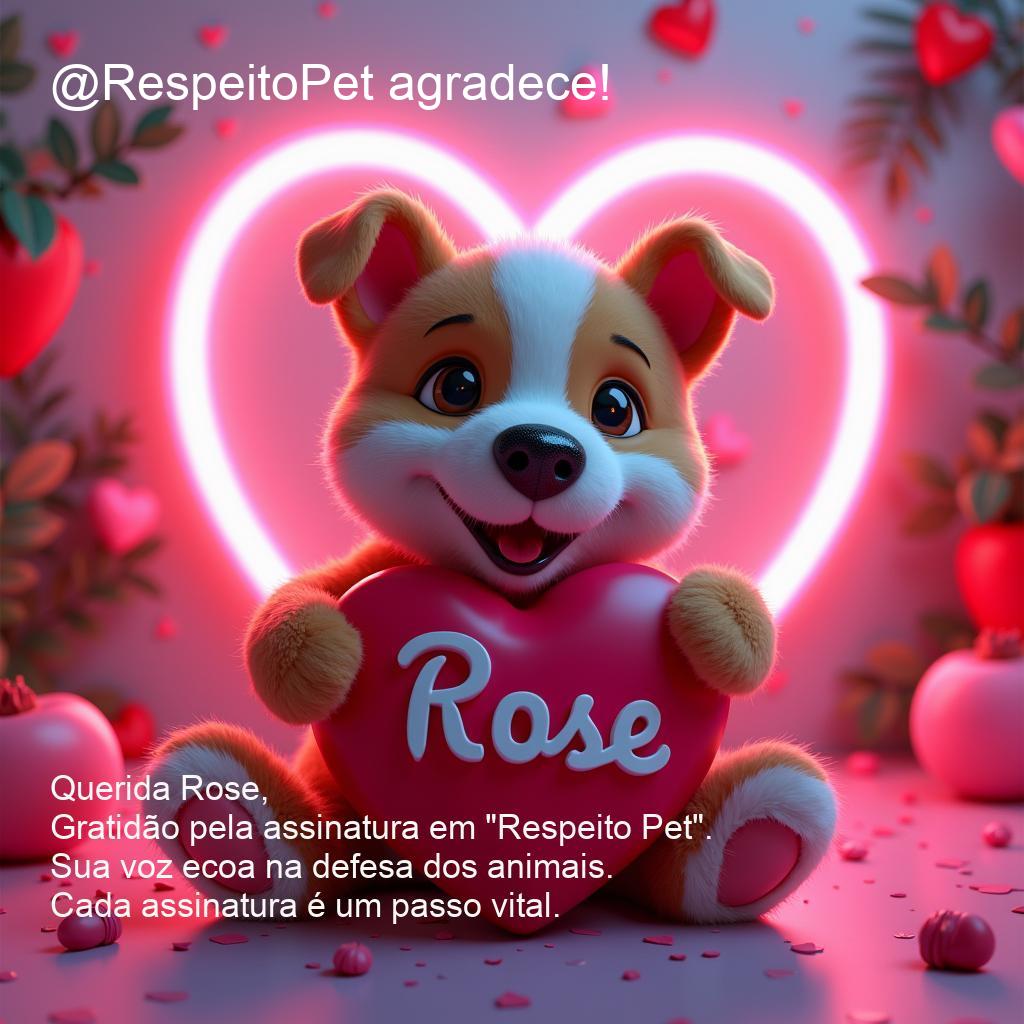 @RespeitoPet agradece!
Rose
Querida Rose,
Gratidão pela assinatura em "Respeito Pet".
Sua voz ecoa na defesa dos animais.
Cada assinatura é um passo vital.